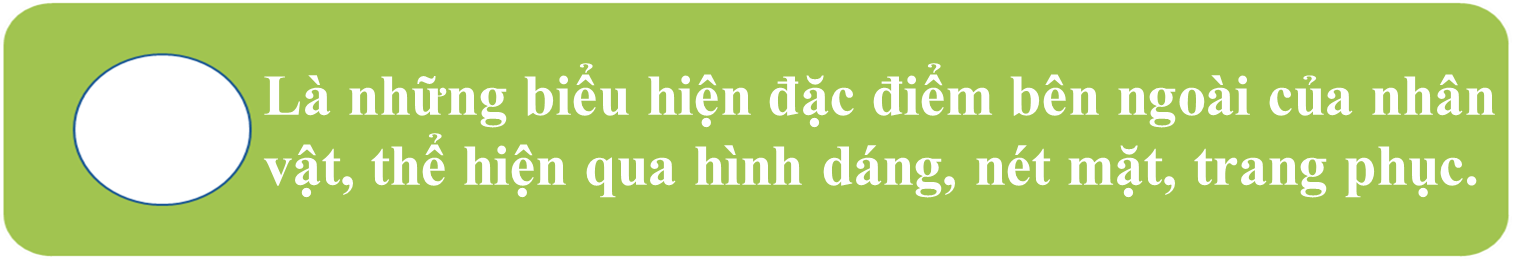 Là những biểu hiện đặc điểm bên ngoài của nhân
vật, thể hiện qua hình dáng, nét mặt, trang phục.